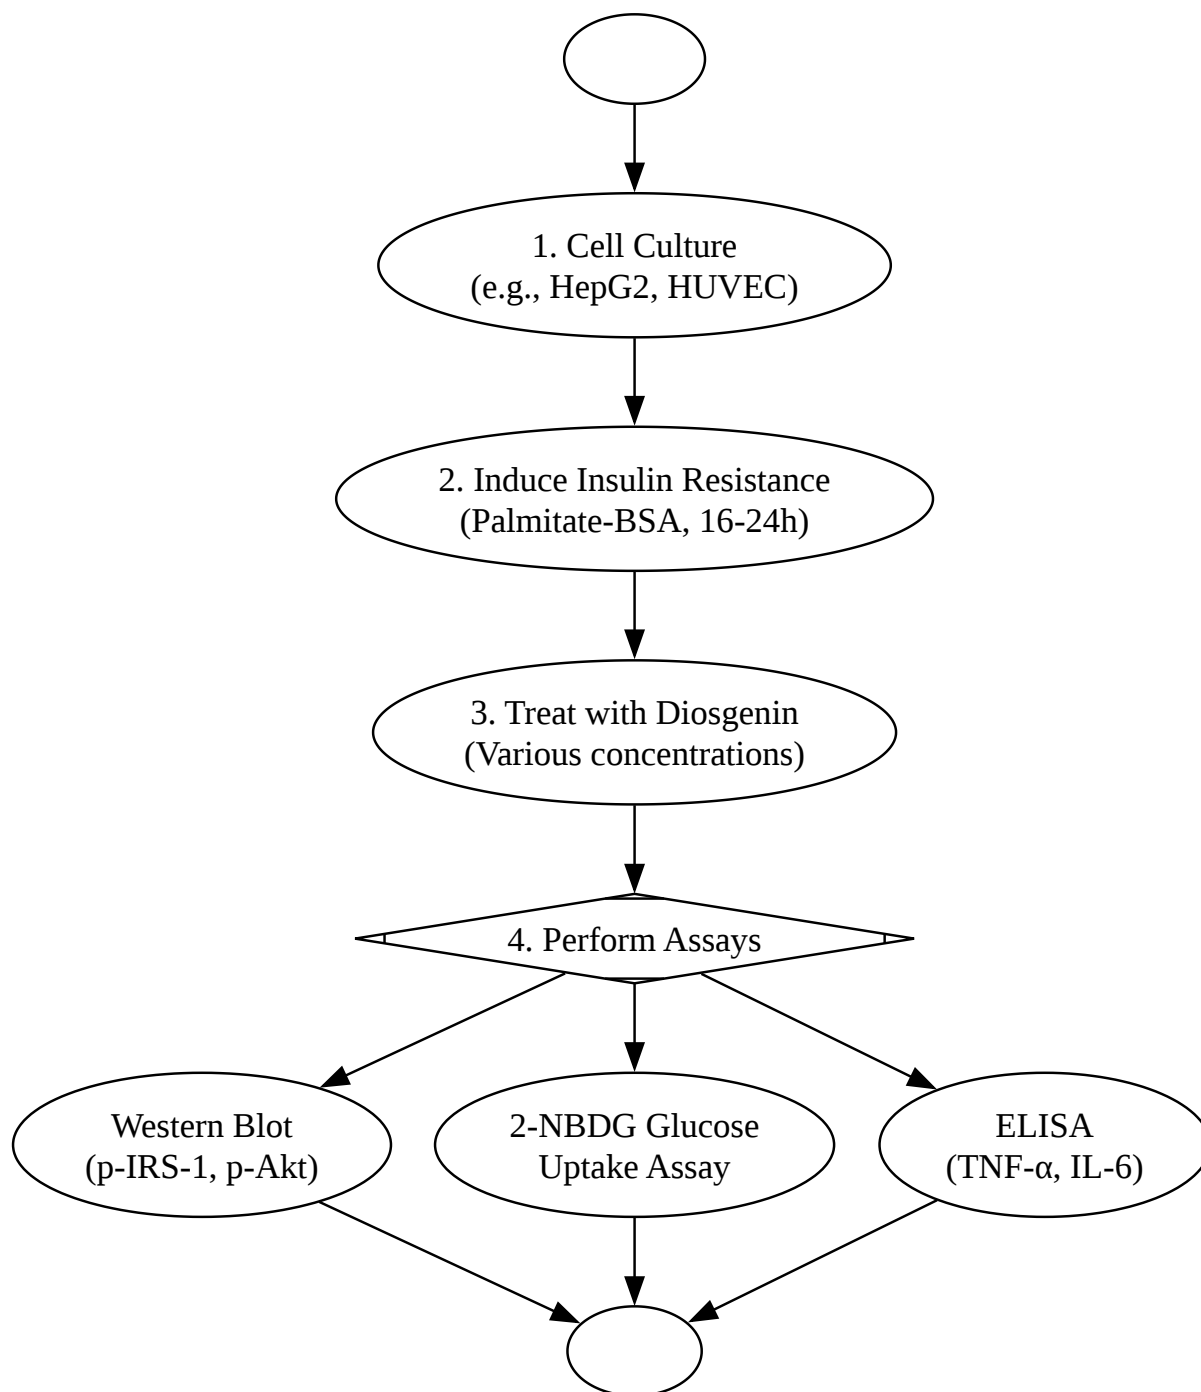 1. Cell Culture
(e.g., HepG2, HUVEC)
2. Induce Insulin Resistance
(Palmitate-BSA, 16-24h)
3. Treat with Diosgenin
(Various concentrations)
4. Perform Assays
Western Blot
(p-IRS-1, p-Akt)
2-NBDG Glucose
Uptake Assay
ELISA
(TNF-α, IL-6)